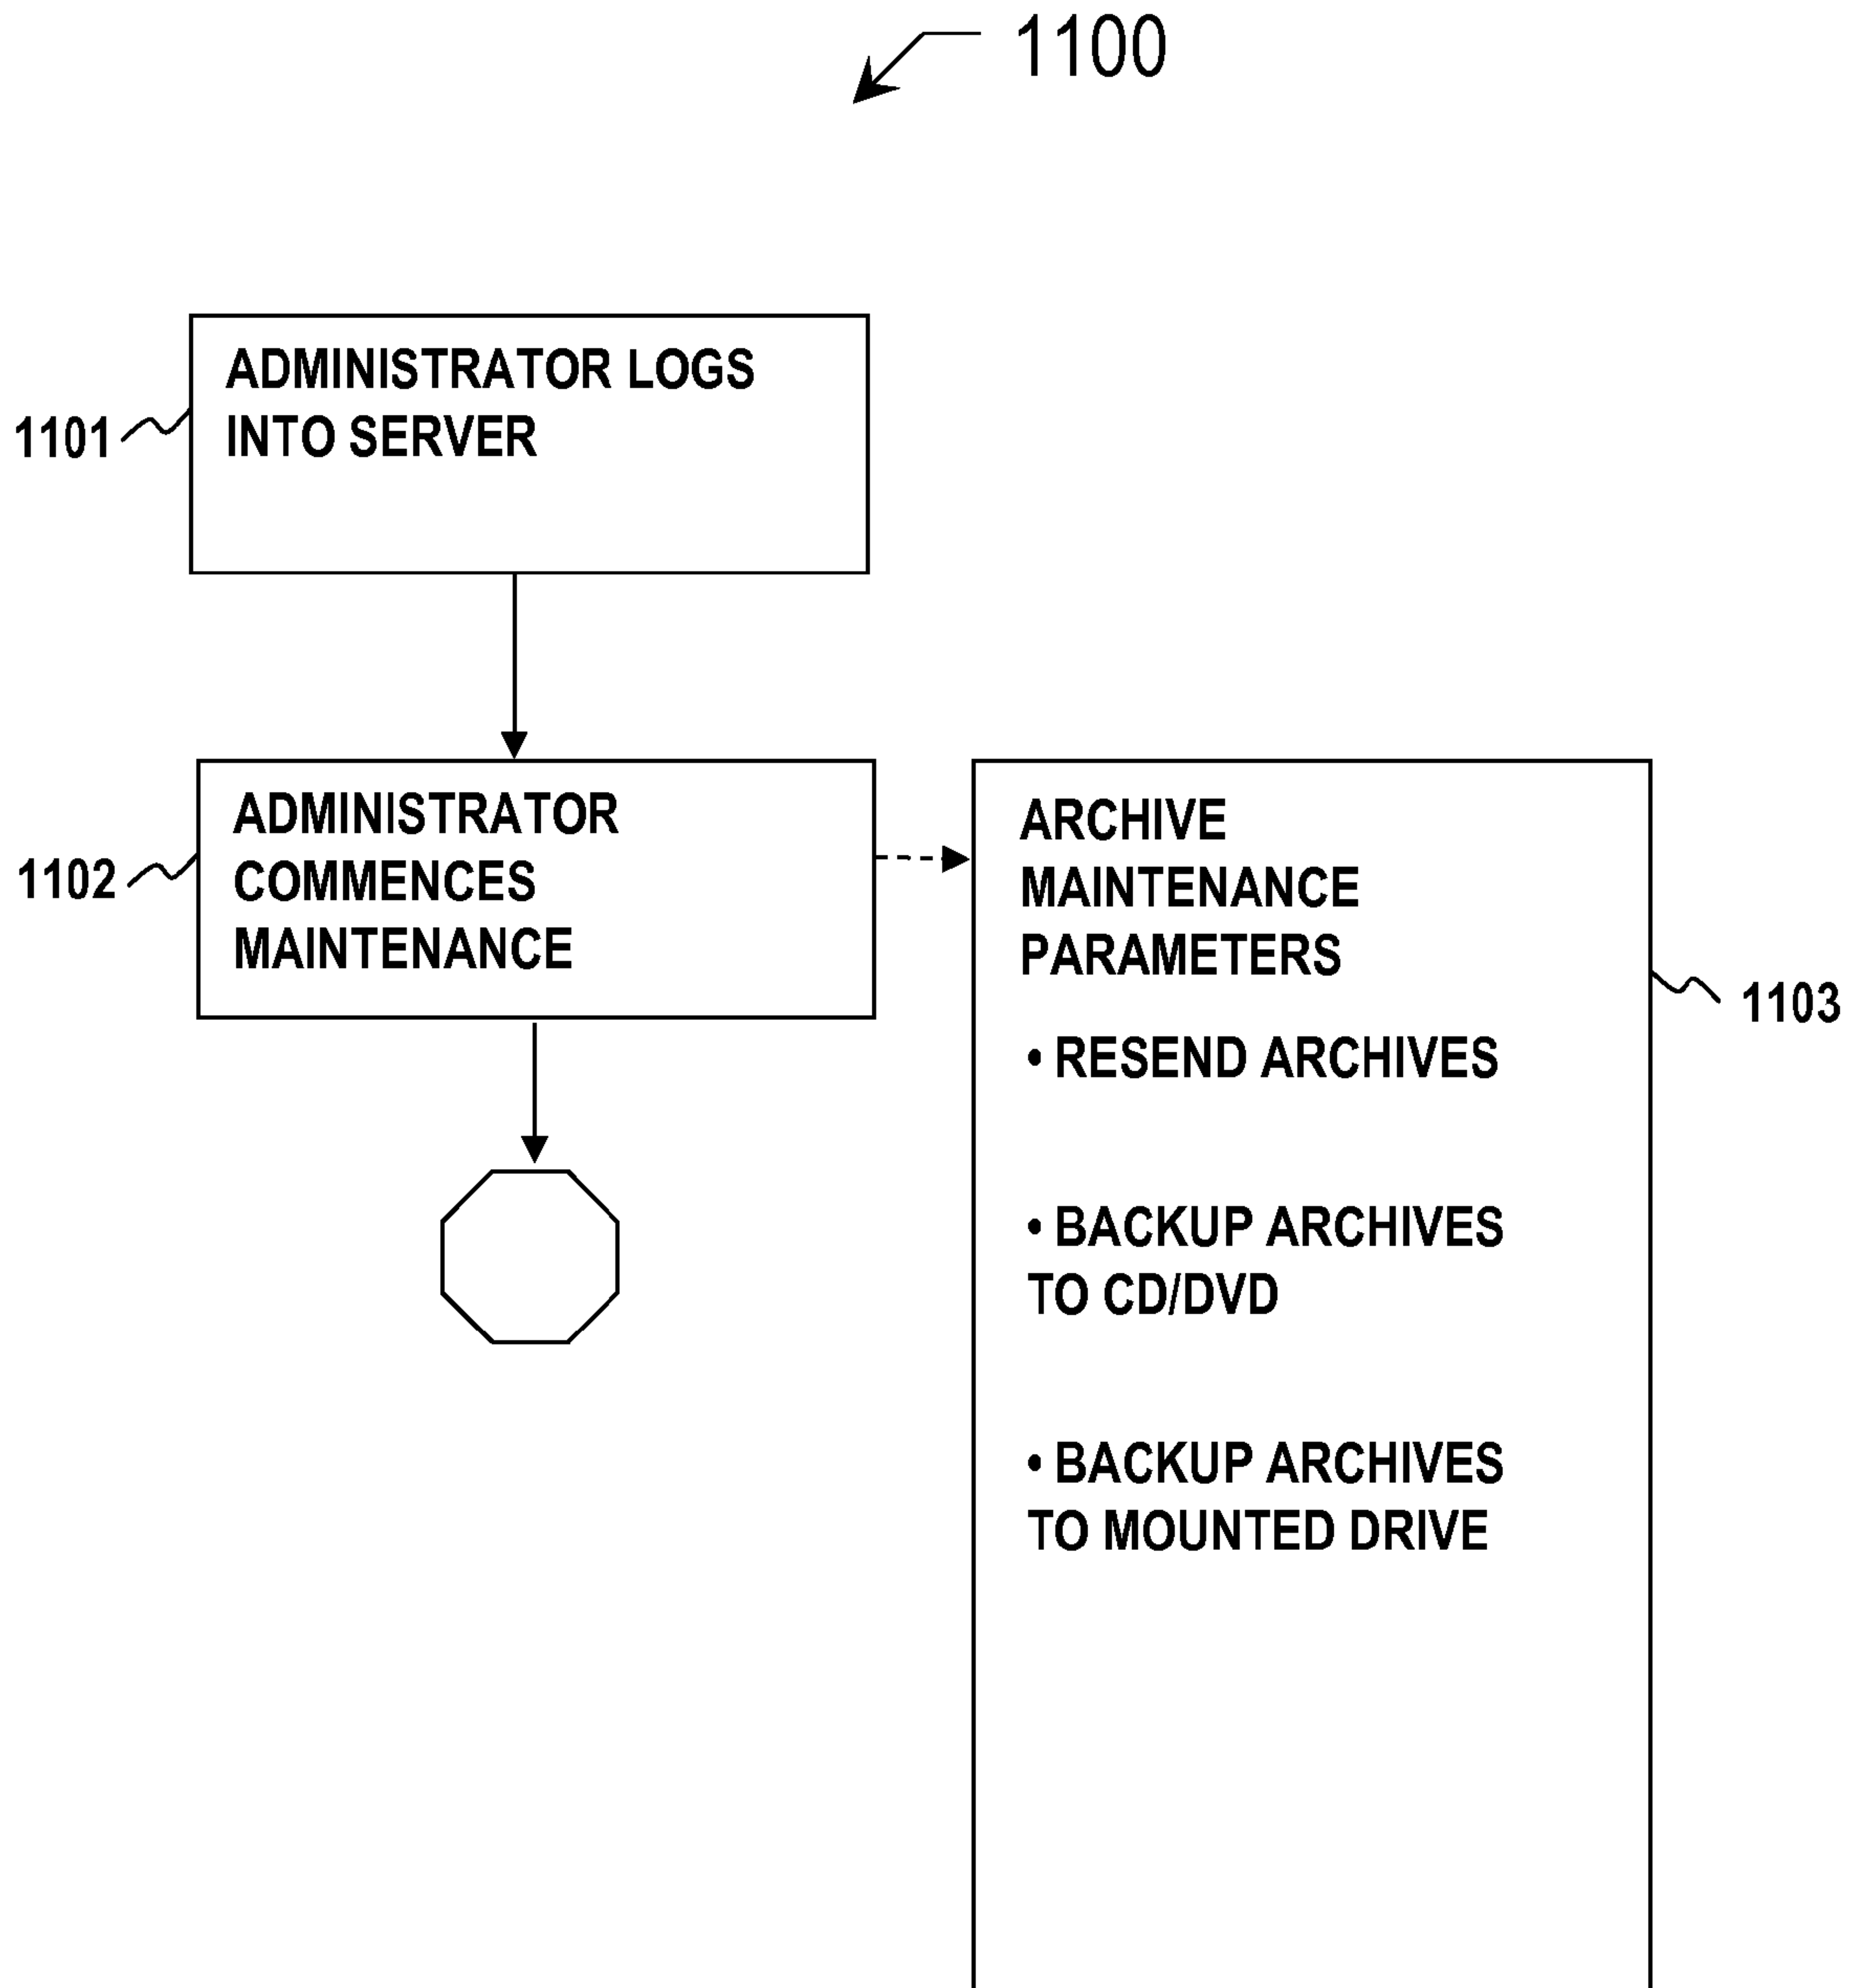 1100
ADMINISTRATOR LOGS
INTO SERVER
1101
ADMINISTRATOR
COMMENCES
MAINTENANCE
1102
ARCHIVE
MAINTENANCE
PARAMETERS
1103
• RESEND ARCHIVES
• BACKUP ARCHIVES
TO CD/DVD
• BACKUP ARCHIVES
TO MOUNTED DRIVE